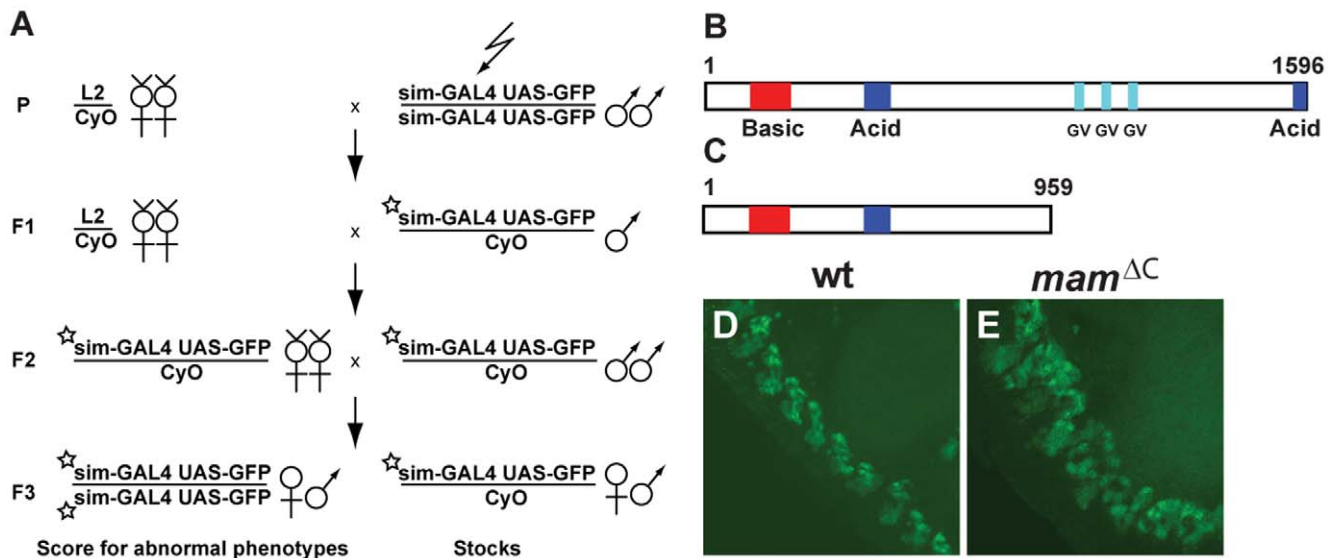 A
P
L2
CyO
x
sim-GAL4 UAS-GFP
sim-GAL4 UAS-GFP
F1
L2
CyO
x
sim-GAL4 UAS-GFP
CyO
F2
sim-GAL4 UAS-GFP
CyO
x
sim-GAL4 UAS-GFP
CyO
F3
sim-GAL4 UAS-GFP
sim-GAL4 UAS-GFP
sim-GAL4 UAS-GFP
CyO
Score for abnormal phenotypes
Stocks
B
1
1596
Basic
Acid
GV GV GV
Acid
C
1
959
wt
mam ΔC
D
E